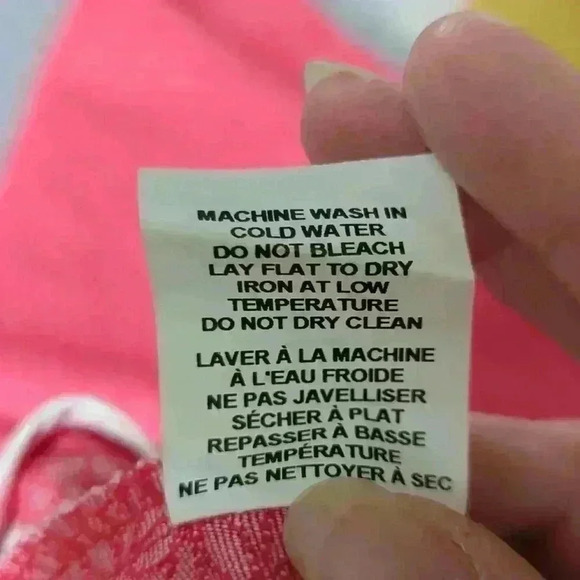 MACHINE WASH IN
COLD WATER
DO NOT BLEACH
LAY FLAT TO DRY
IRON AT LOW
TEMPERATURE
DO NOT DRY CLEAN
LAVER À LA MACHINE
À L'EAU FROIDE
NE PAS JAVELLISER
SÉCHER À PLAT
REPASSER À BASSE
TEMPÉRATURE
NE PAS NETTOYER À SEC